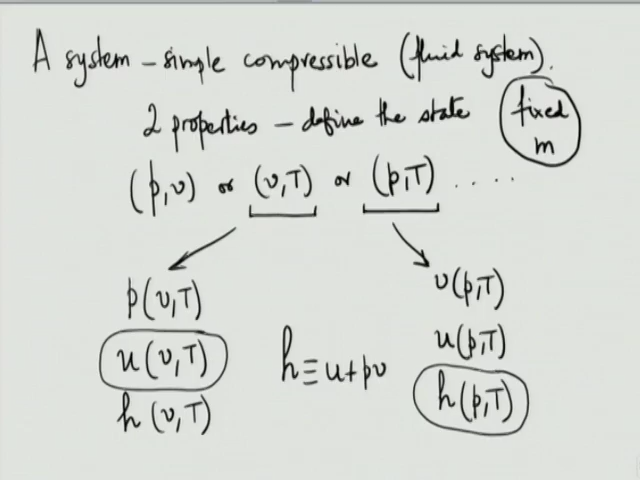 A system - simple compressible (fluid system).
2 properties - define the state
fixed
m
(p,v) or (v,T) or (p,T) . . . . .
p(v,T)
u(v,T)
h(v,T)
h≡u+pv
v(p,T)
u(p,T)
h(p,T)